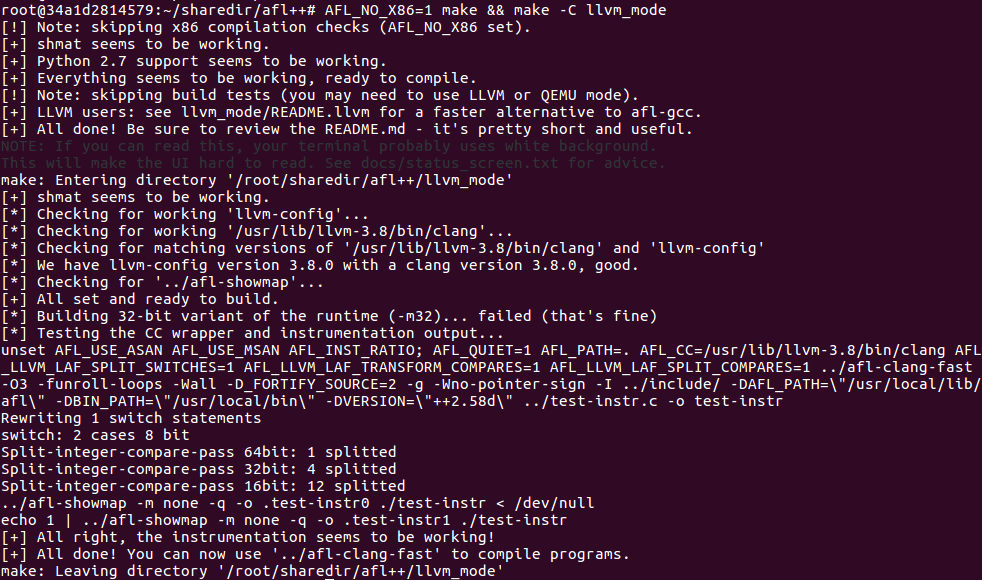 root@34a1d2814579:~/sharedir/afl++# AFL_NO_X86=1 make && make -C llvm_mode
[!] Note: skipping x86 compilation checks (AFL_NO_X86 set).
[+] shmat seems to be working.
[+] Python 2.7 support seems to be working.
[+] Everything seems to be working, ready to compile.
[!] Note: skipping build tests (you may need to use LLVM or QEMU mode).
[+] LLVM users: see llvm_mode/README.llvm for a faster alternative to afl-gcc.
[+] All done! Be sure to review the README.md - it's pretty short and useful.
NOTE: If you can read this, your terminal probably uses white background.
This will make the UI hard to read. See docs/status_screen.txt for advice.
make: Entering directory '/root/sharedir/afl++/llvm_mode'
[+] shmat seems to be working.
[*] Checking for working 'llvm-config'...
[*] Checking for working '/usr/lib/llvm-3.8/bin/clang'...
[*] Checking for matching versions of '/usr/lib/llvm-3.8/bin/clang' and 'llvm-config'
[*] We have llvm-config version 3.8.0 with a clang version 3.8.0, good.
[*] Checking for '../afl-showmap'...
[+] All set and ready to build.
[*] Building 32-bit variant of the runtime (-m32)... failed (that's fine)
[*] Testing the CC wrapper and instrumentation output...
unset AFL_USE_ASAN AFL_USE_MSAN AFL_INST_RATIO; AFL_QUIET=1 AFL_PATH=. AFL_CC=/usr/lib/llvm-3.8/bin/clang AFL
_LLVM_LAF_SPLIT_SWITCHES=1 AFL_LLVM_LAF_TRANSFORM_COMPARES=1 AFL_LLVM_LAF_SPLIT_COMPARES=1 ../afl-clang-fast
-O3 -funroll-loops -Wall -D_FORTIFY_SOURCE=2 -g -Wno-pointer-sign -I ../include/ -DAFL_PATH=\"/usr/local/lib/
afl\" -DBIN_PATH=\"/usr/local/bin\" -DVERSION=\"++2.58d\" ../test-instr.c -o test-instr
Rewriting 1 switch statements
switch: 2 cases 8 bit
Split-integer-compare-pass 64bit: 1 splitted
Split-integer-compare-pass 32bit: 4 splitted
Split-integer-compare-pass 16bit: 12 splitted
../afl-showmap -m none -q -o .test-instr0 ./test-instr < /dev/null
echo 1 | ../afl-showmap -m none -q -o .test-instr1 ./test-instr
[+] All right, the instrumentation seems to be working!
[+] All done! You can now use '../afl-clang-fast' to compile programs.
make: Leaving directory '/root/sharedir/afl++/llvm_mode'